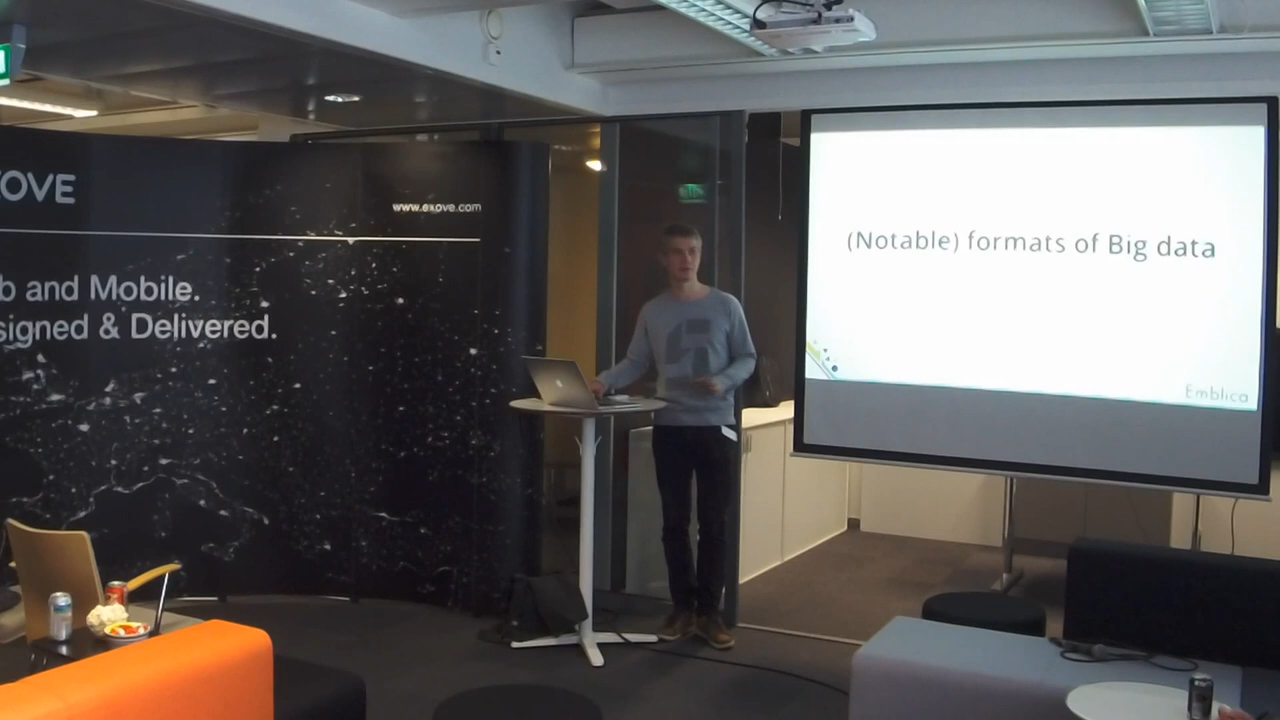 OVE
www.exove.com
b and Mobile.
signed & Delivered.
(Notable) formats of Big data
Emblica